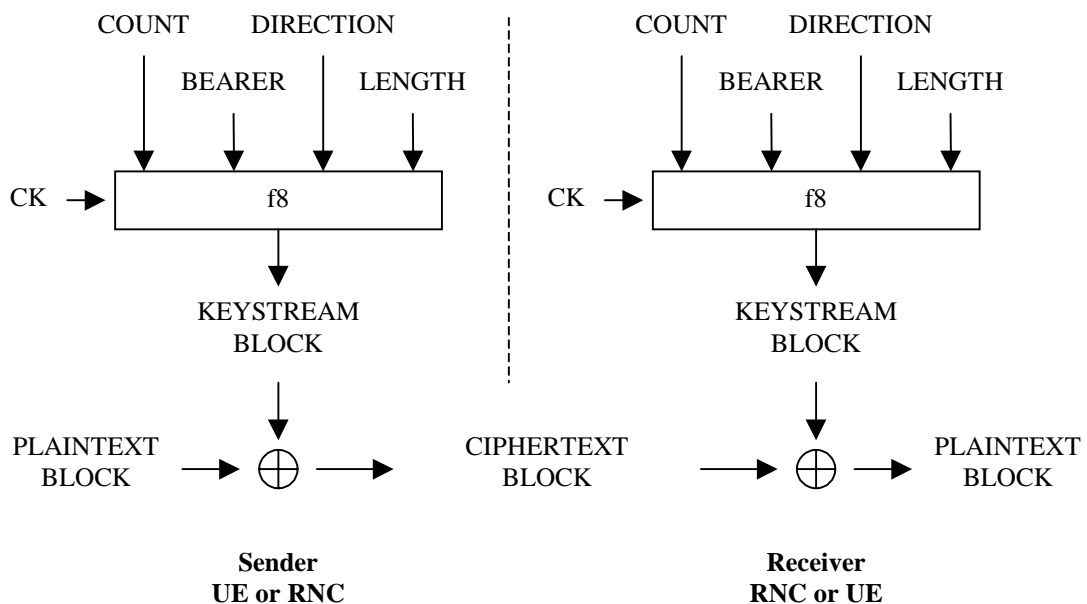 COUNT DIRECTION COUNT DIRECTION
BEARER LENGTH BEARER LENGTH
CK f8 CK f8
KEYSTREAM
BLOCK
KEYSTREAM
BLOCK
PLAINTEXT
BLOCK
CIPHERTEXT
BLOCK
PLAINTEXT
BLOCK
Sender
UE or RNC
Receiver
RNC or UE